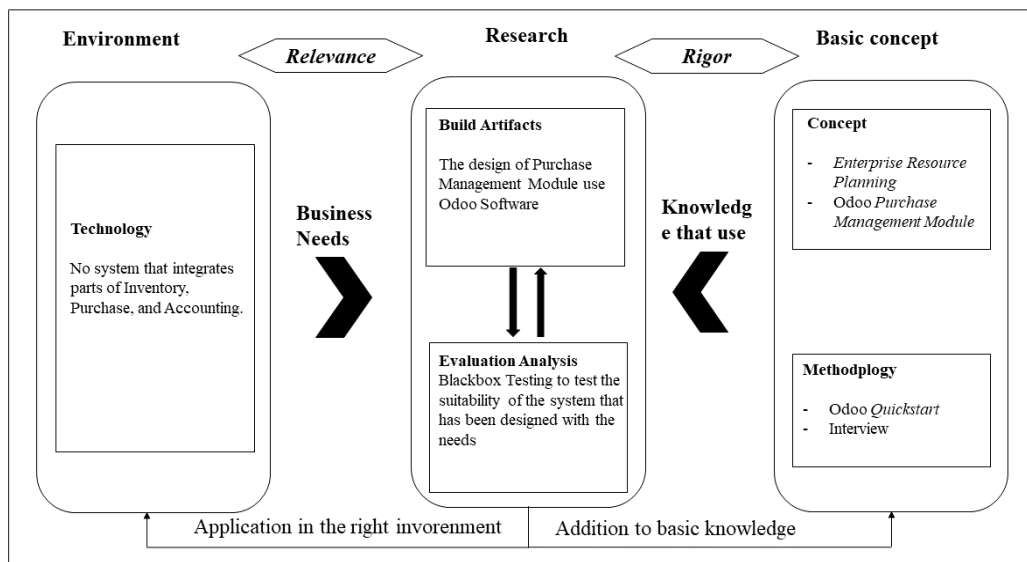 Environment
Relevance
Research
Rigor
Basic concept
Technology
No system that integrates
parts of Inventory,
Purchase, and Accounting.
Business
Needs
Build Artifacts
The design of Purchase
Management Module use
Odoo Software
Evaluation Analysis
Blackbox Testing to test the
suitability of the system that
has been designed with the
needs
Knowledg
e that use
Concept
- Enterprise Resource
Planning
- Odoo Purchase
Management Module
Methodplogy
- Odoo Quickstart
- Interview
Application in the right invorenment
Addition to basic knowledge